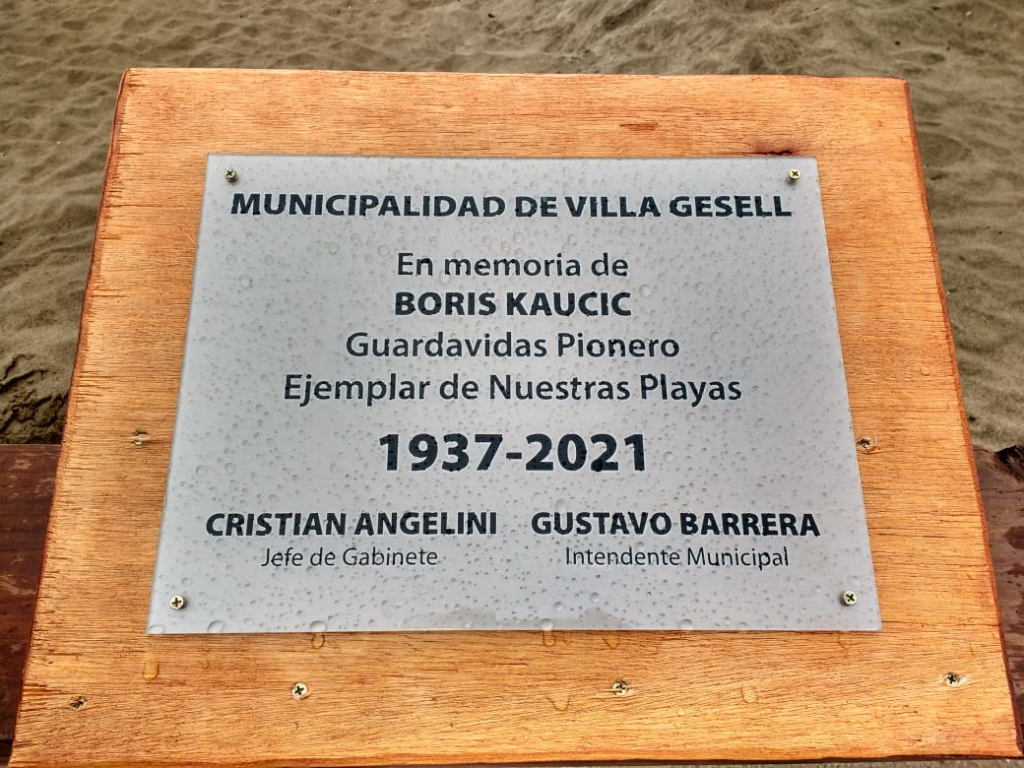 MUNICIPALIDAD DE VILLA GESELL
En memoria de
BORIS KAUCIC
Guardavidas Pionero
Ejemplar de Nuestras Playas
1937-2021
CRISTIAN ANGELINI GUSTAVO BARRERA
Jefe de Gabinete Intendente Municipal